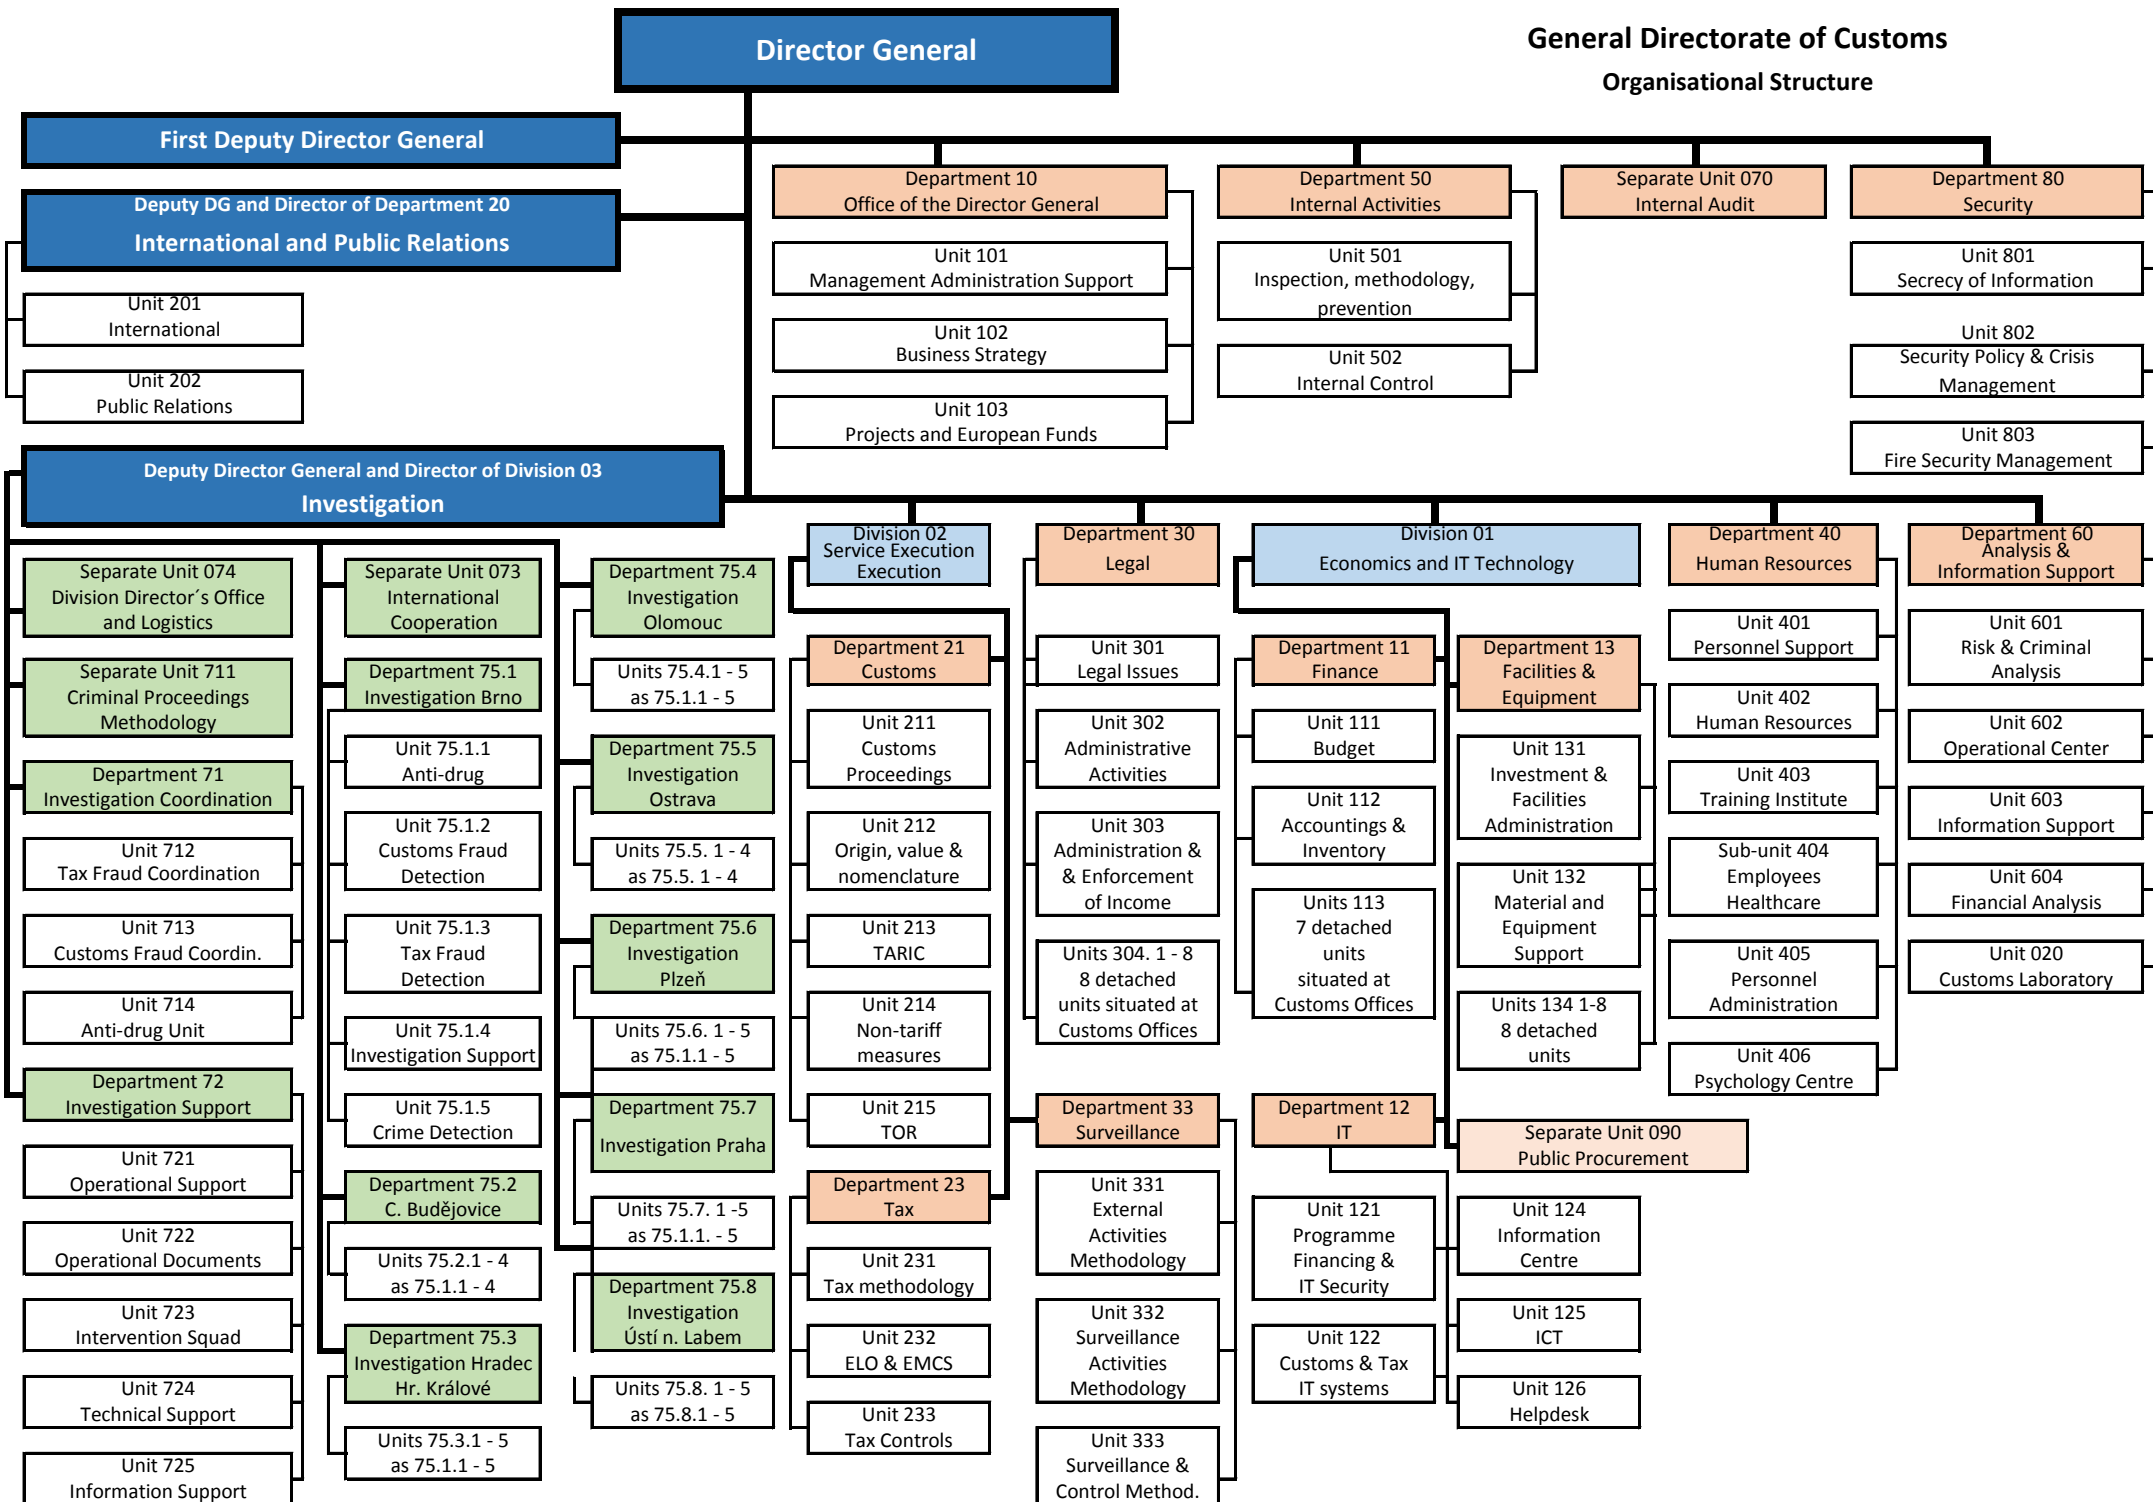 Director General
General Directorate of Customs
Organisational Structure
First Deputy Director General
Deputy DG and Director of Department 20
International and Public Relations
Unit 201
International
Unit 202
Public Relations
Department 10
Office of the Director General
Unit 101
Management Administration Support
Unit 102
Business Strategy
Unit 103
Projects and European Funds
Department 50
Internal Activities
Unit 501
Inspection, methodology,
prevention
Unit 502
Internal Control
Separate Unit 070
Internal Audit
Department 80
Security
Unit 801
Secrecy of Information
Unit 802
Security Policy & Crisis
Management
Unit 803
Fire Security Management
Deputy Director General and Director of Division 03
Investigation
Separate Unit 074
Division Director´s Office
and Logistics
Separate Unit 711
Criminal Proceedings
Methodology
Department 71
Investigation Coordination
Unit 712
Tax Fraud Coordination
Unit 713
Customs Fraud Coordin.
Unit 714
Anti-drug Unit
Department 72
Investigation Support
Unit 721
Operational Support
Unit 722
Operational Documents
Unit 723
Intervention Squad
Unit 724
Technical Support
Unit 725
Information Support
Separate Unit 073
International
Cooperation
Department 75.1
Investigation Brno
Unit 75.1.1
Anti-drug
Unit 75.1.2
Customs Fraud
Detection
Unit 75.1.3
Tax Fraud
Detection
Unit 75.1.4
Investigation Support
Unit 75.1.5
Crime Detection
Department 75.2
C. Budějovice
Units 75.2.1 - 4
as 75.1.1 - 4
Department 75.3
Investigation Hradec
Hr. Králové
Units 75.3.1 - 5
as 75.1.1 - 5
Department 75.4
Investigation
Olomouc
Units 75.4.1 - 5
as 75.1.1 - 5
Department 75.5
Investigation
Ostrava
Units 75.5. 1 - 4
as 75.5. 1 - 4
Department 75.6
Investigation
Plzeň
Units 75.6. 1 - 5
as 75.1.1 - 5
Department 75.7
Investigation Praha
Units 75.7. 1 -5
as 75.1.1. - 5
Department 75.8
Investigation
Ústí n. Labem
Units 75.8. 1 - 5
as 75.8.1 - 5
Division 02
Service Execution
Execution
Department 21
Customs
Unit 211
Customs
Proceedings
Unit 212
Origin, value &
nomenclature
Unit 213
TARIC
Unit 214
Non-tariff
measures
Unit 215
TOR
Department 23
Tax
Unit 231
Tax methodology
Unit 232
ELO & EMCS
Unit 233
Tax Controls
Department 30
Legal
Unit 301
Legal Issues
Unit 302
Administrative
Activities
Unit 303
Administration &
& Enforcement
of Income
Units 304. 1 - 8
8 detached
units situated at
Customs Offices
Department 33
Surveillance
Unit 331
External
Activities
Methodology
Unit 332
Surveillance
Activities
Methodology
Unit 333
Surveillance &
Control Method.
Division 01
Economics and IT Technology
Department 11
Finance
Unit 111
Budget
Unit 112
Accountings &
Inventory
Units 113
7 detached
units
situated at
Customs Offices
Department 12
IT
Unit 121
Programme
Financing &
IT Security
Unit 122
Customs & Tax
IT systems
Department 13
Facilities &
Equipment
Unit 131
Investment &
Facilities
Administration
Unit 132
Material and
Equipment
Support
Units 134 1-8
8 detached
units
Separate Unit 090
Public Procurement
Unit 124
Information
Centre
Unit 125
ICT
Unit 126
Helpdesk
Department 40
Human Resources
Unit 401
Personnel Support
Unit 402
Human Resources
Unit 403
Training Institute
Sub-unit 404
Employees
Healthcare
Unit 405
Personnel
Administration
Unit 406
Psychology Centre
Department 60
Analysis &
Information Support
Unit 601
Risk & Criminal
Analysis
Unit 602
Operational Center
Unit 603
Information Support
Unit 604
Financial Analysis
Unit 020
Customs Laboratory